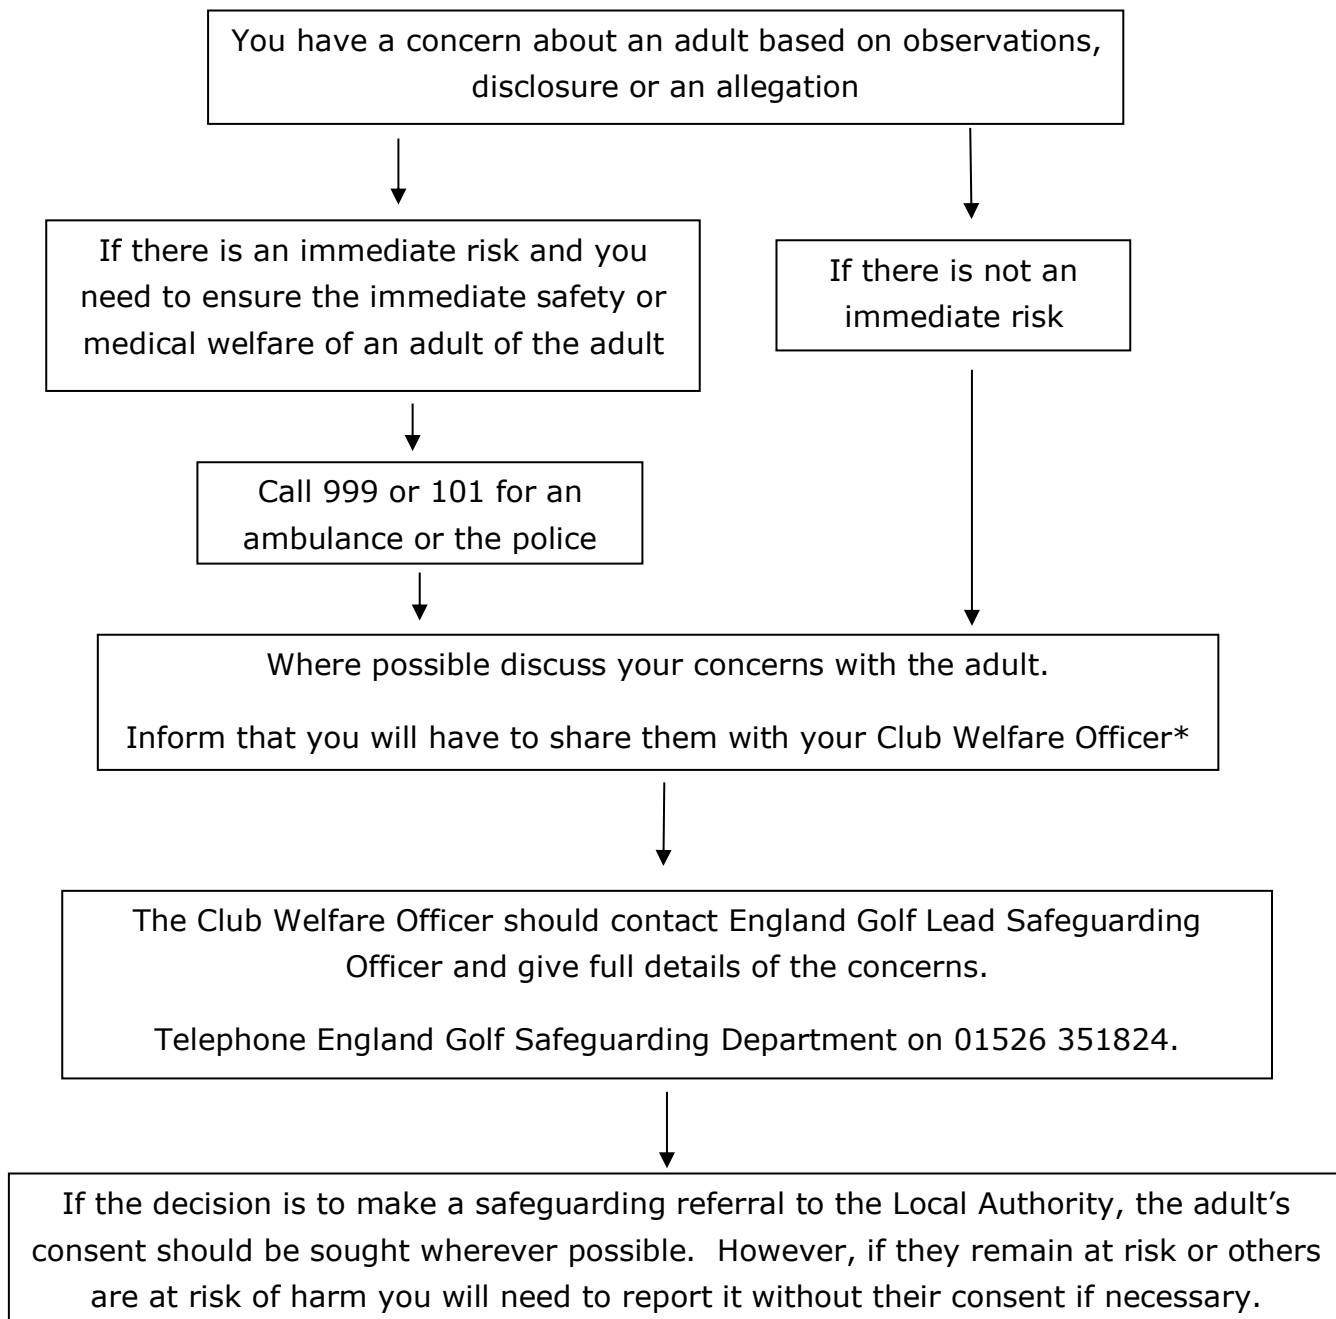 You have a concern about an adult based on observations,
disclosure or an allegation
If there is an immediate risk and you
need to ensure the immediate safety or
medical welfare of an adult of the adult
If there is not an
immediate risk
Call 999 or 101 for an
ambulance or the police
Where possible discuss your concerns with the adult.
Inform that you will have to share them with your Club Welfare Officer*
The Club Welfare Officer should contact England Golf Lead Safeguarding
Officer and give full details of the concerns.
Telephone England Golf Safeguarding Department on 01526 351824.
If the decision is to make a safeguarding referral to the Local Authority, the adult’s
consent should be sought wherever possible.  However, if they remain at risk or others
are at risk of harm you will need to report it without their consent if necessary.